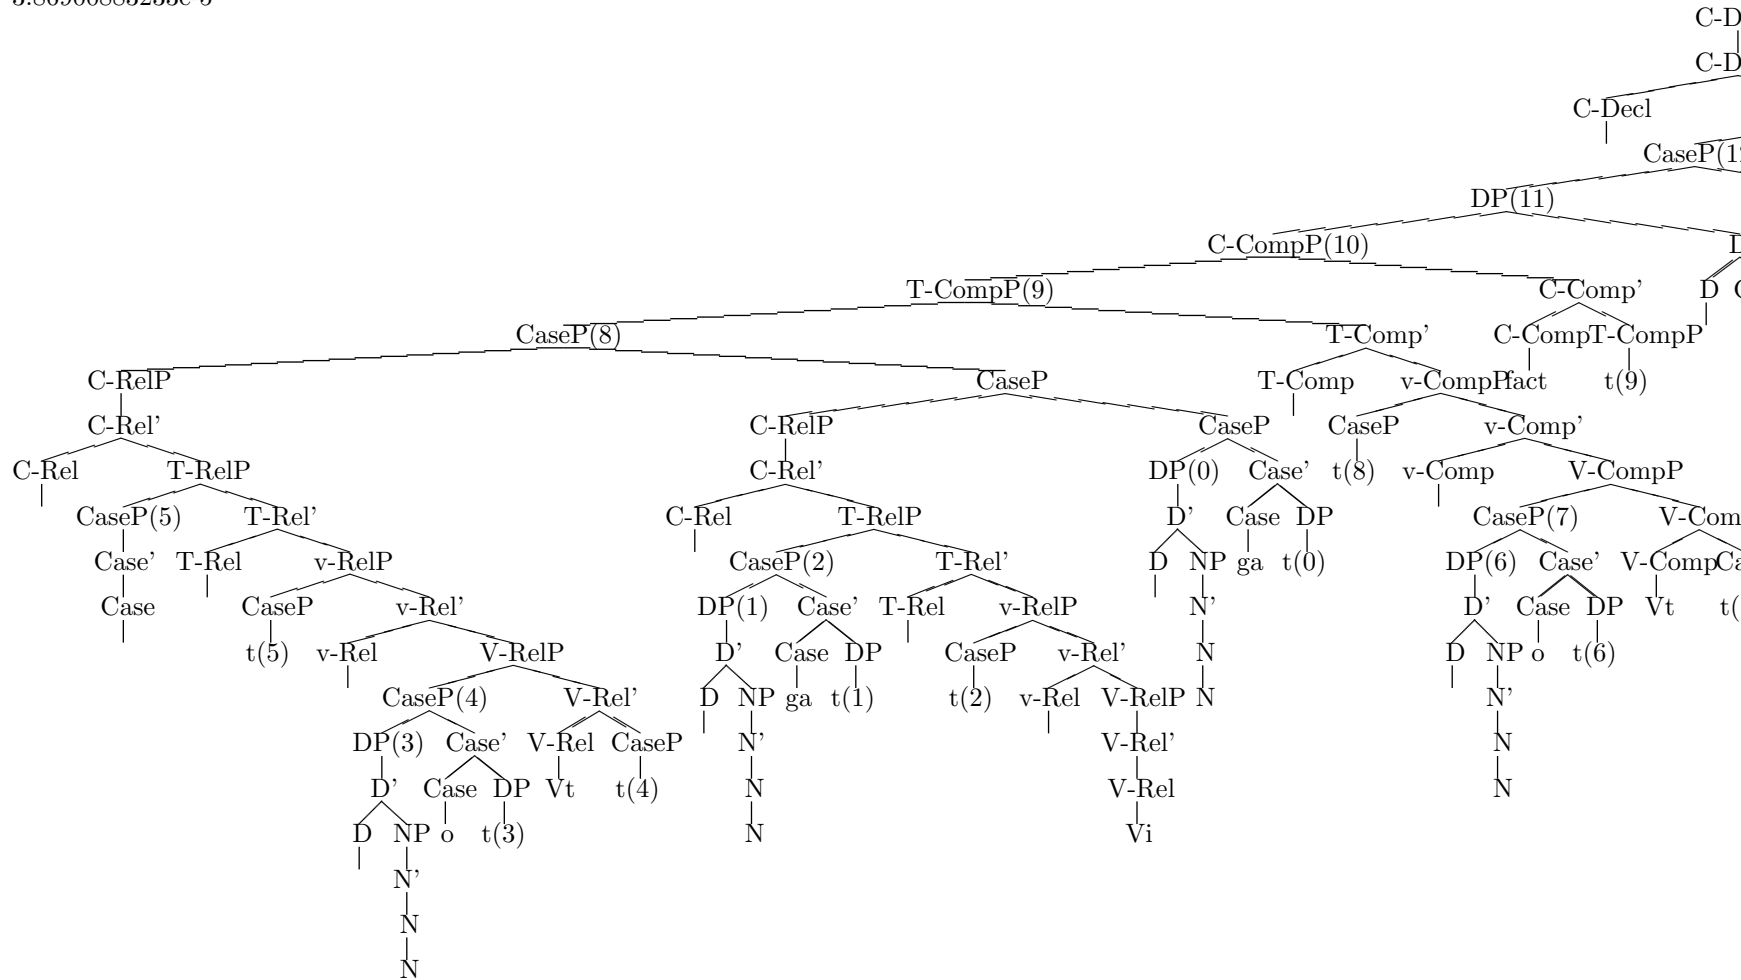 C-D
C-D
C-Decl
CaseP(12
DP(11)
C-CompP(10)
T-CompP(9) C-Comp' D
CaseP(8) T-Comp' C-Comp T-CompP
C-RelP CaseP T-Comp v-CompP fact t(9)
C-Rel' C-RelP CaseP CaseP v-Comp'
C-Rel T-RelP C-Rel' DP(0) Case' t(8) v-Comp V-CompP
CaseP(5) T-Rel' C-Rel T-RelP D' Case DP CaseP(7) V-Com
Case' T-Rel v-RelP CaseP(2) T-Rel' D NP ga t(0) DP(6) Case' V-Comp Ca
Case CaseP v-Rel' DP(1) Case' T-Rel v-RelP N' D' Case DP Vt t(
t(5) v-Rel V-RelP D' Case DP CaseP v-Rel' N D NP o t(6)
CaseP(4) V-Rel' D NP ga t(1) t(2) v-Rel V-RelP N N'
DP(3) Case' V-Rel CaseP N' V-Rel' N
D' Case DP Vt t(4) N V-Rel N
D NP o t(3) N Vi
N'
N
N